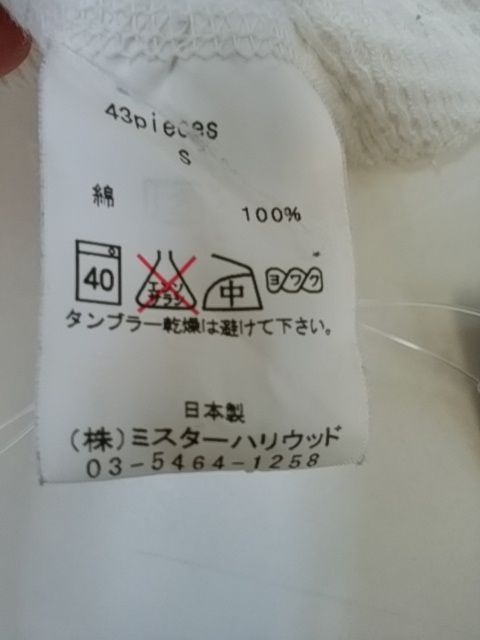 43pieces
S
綿
100%
40 エンソ サラシ 中 ヨワク
タンブラー乾燥は避けて下さい。
日本製
(株)ミスターハリウッド
03-5464-1258